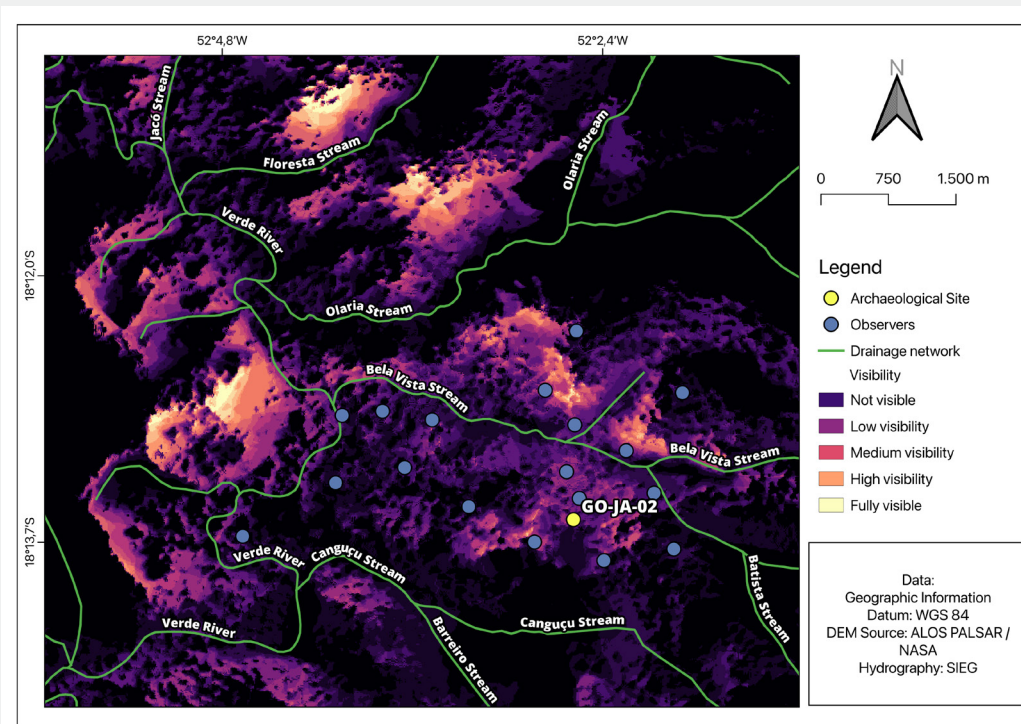 52°4,8'W
52°2,4'W
18°12,0'S
18°13,7'S
Jacó Stream
Floresta Stream
Olaria Stream
Verde River
Olaria Stream
Bela Vista Stream
Bela Vista Stream
GO-JA-02
Verde River
Canguçu Stream
Verde River
Canguçu Stream
Barreiro Stream
Batista Stream
N
0 750 1.500 m
Legend
Archaeological Site
Observers
Drainage network
Visibility
Not visible
Low visibility
Medium visibility
High visibility
Fully visible
Data:
Geographic Information
Datum: WGS 84
DEM Source: ALOS PALSAR /
NASA
Hydrography: SIEG